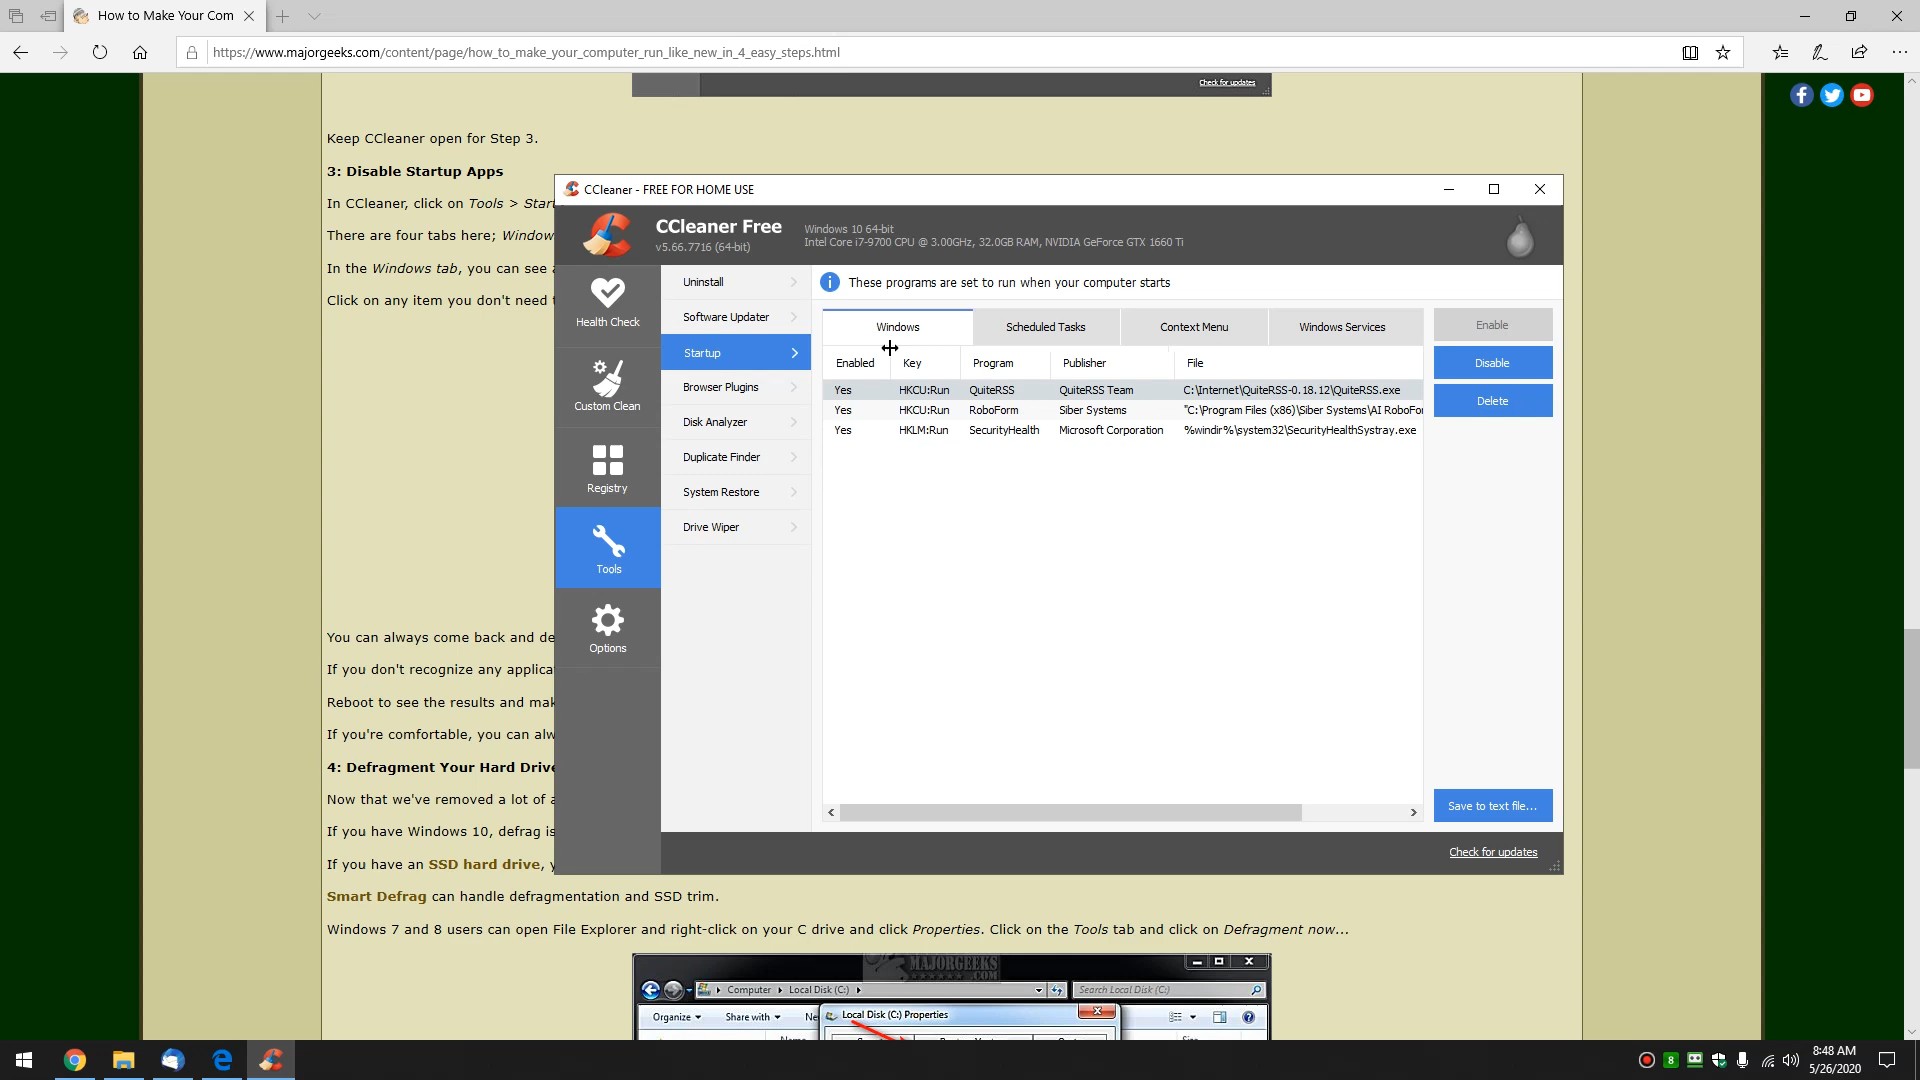 How to Make Your Com
https://www.majorgeeks.com/content/page/how_to_make_your_computer_run_like_new_in_4_easy_steps.html
Check for updates
Keep CCleaner open for Step 3.
3: Disable Startup Apps
In CCleaner, click on Tools > Start
There are four tabs here; Window
In the Windows tab, you can see a
Click on any item you don't need t
CCleaner - FREE FOR HOME USE
CCleaner Free
v5.66.7716 (64-bit)
Windows 10 64-bit
Intel Core i7-9700 CPU @ 3.00GHz, 32.0GB RAM, NVIDIA GeForce GTX 1660 Ti
Health Check
Custom Clean
Registry
Tools
Options
Uninstall
Software Updater
Startup
Browser Plugins
Disk Analyzer
Duplicate Finder
System Restore
Drive Wiper
These programs are set to run when your computer starts
Windows Scheduled Tasks Context Menu Windows Services
Enabled Key Program Publisher File
Yes HKCU:Run QuiteRSS QuiteRSS Team C:\Internet\QuiteRSS-0.18.12\QuiteRSS.exe
Yes HKCU:Run RoboForm Siber Systems "C:\Program Files (x86)\Siber Systems\AI RoboFor
Yes HKLM:Run SecurityHealth Microsoft Corporation %windir%\system32\SecurityHealthSystray.exe
Enable
Disable
Delete
Save to text file...
Check for updates
You can always come back and de
If you don't recognize any applica
Reboot to see the results and mak
If you're comfortable, you can alw
4: Defragment Your Hard Drive
Now that we've removed a lot of a
If you have Windows 10, defrag is
If you have an SSD hard drive, y
Smart Defrag can handle defragmentation and SSD trim.
Windows 7 and 8 users can open File Explorer and right-click on your C drive and click Properties. Click on the Tools tab and click on Defragment now...
MAJORGEEKS
.COM
Computer Local Disk (C:) Search Local Disk (C:)
Organize Share with Ne
Local Disk (C:) Properties
8
8:48 AM
5/26/2020